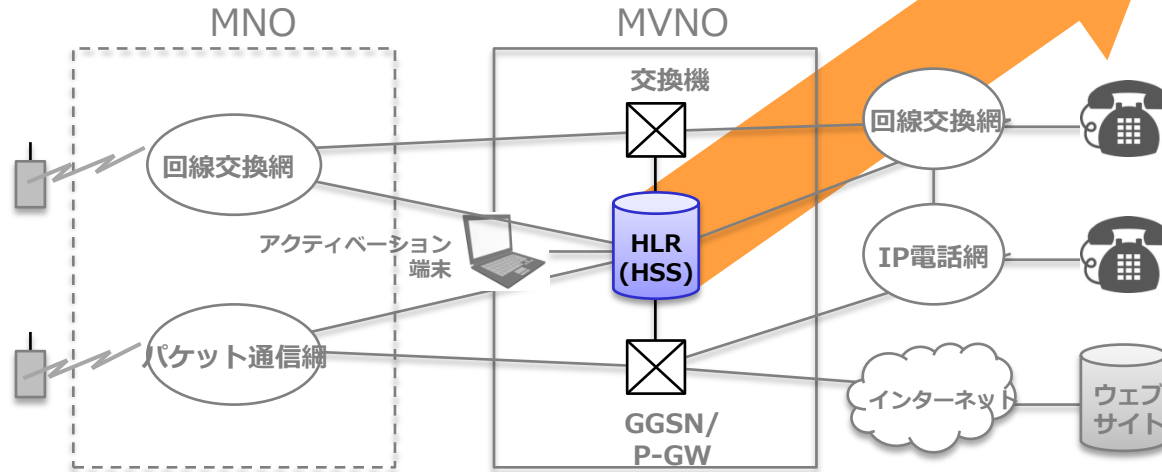 MNO
MVNO
交換機
回線交換網
回線交換網
アクティベーション
端末
HLR
(HSS)
IP電話網
パケット通信網
インターネット
ウェブ
サイト
GGSN/
P-GW